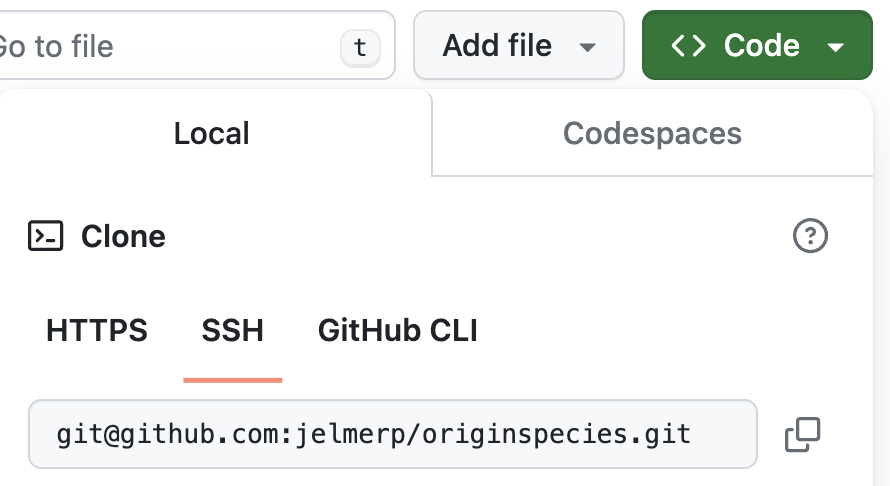 Go to file t Add file <> Code
Local Codespaces
Clone
HTTPS SSH GitHub CLI
git@github.com:jelmerp/originspecies.git